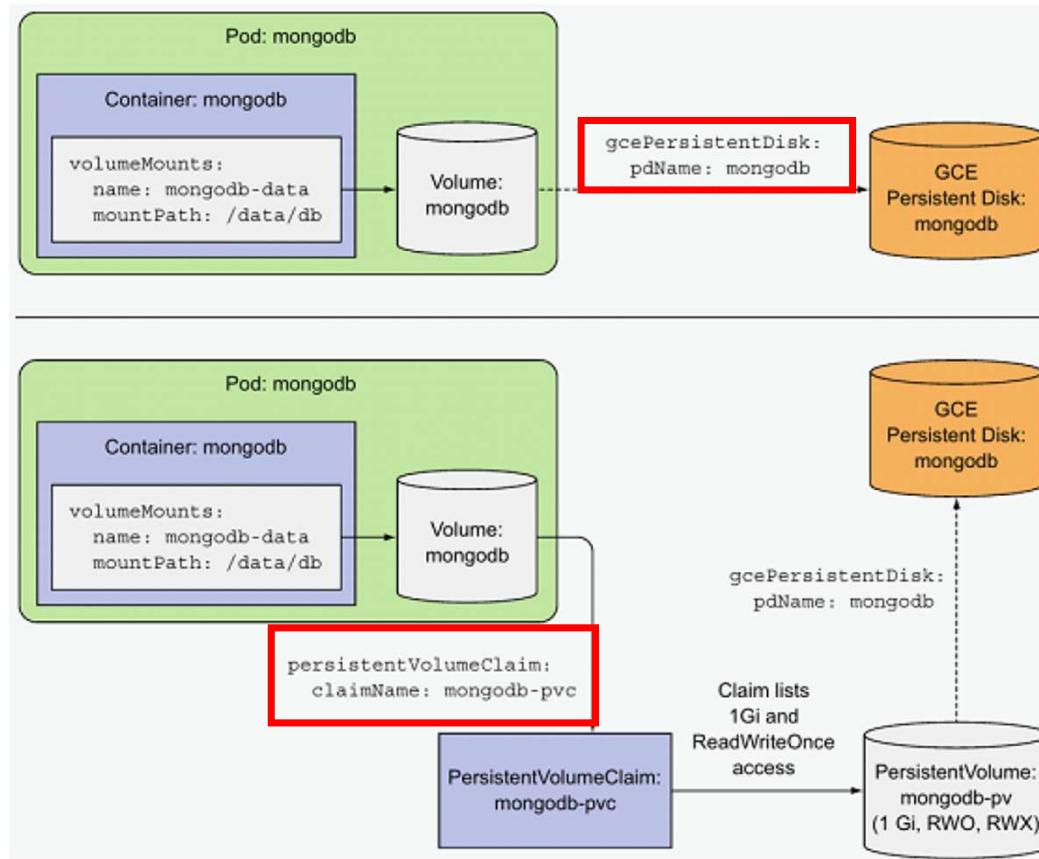 Pod: mongodb
Container: mongodb
volumeMounts:
name: mongodb-data
mountPath: /data/db
Volume:
mongodb
gcePersistentDisk:
pdName: mongodb
GCE
Persistent Disk:
mongodb
Pod: mongodb
Container: mongodb
volumeMounts:
name: mongodb-data
mountPath: /data/db
Volume:
mongodb
GCE
Persistent Disk:
mongodb
gcePersistentDisk:
pdName: mongodb
persistentVolumeClaim:
claimName: mongodb-pvc
PersistentVolumeClaim:
mongodb-pvc
Claim lists
1Gi and
ReadWriteOnce
access
PersistentVolume:
mongodb-pv
(1 Gi, RWO, RWX)